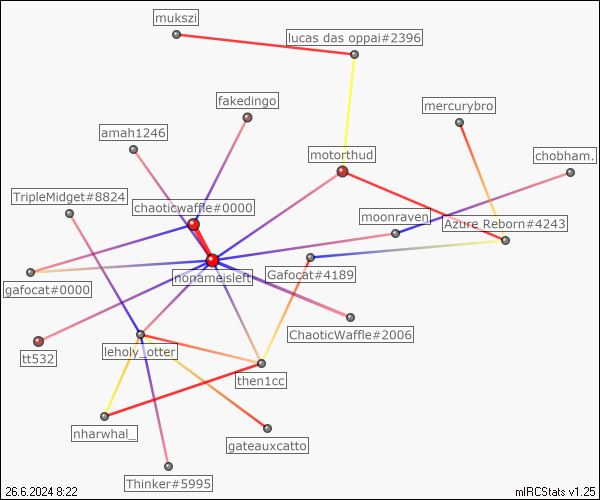 mukszi
lucas das oppai#2396
fakedingo
mercurybro
amah1246
motorthud
chobham.
TripleMidget#8824
chaoticwaffle#0000
moonraven
Azure Reborn#4243
nonameisleft
Gafocat#4189
gafocat#0000
ChaoticWaffle#2006
tt532
leholy_otter
then1cc
nharwhal_
gateauxcatto
Thinker#5995
26.6.2024 8:22
mIRCStats v1.25